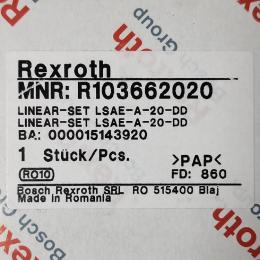 Rexroth
MNR: R103662020
LINEAR-SET LSAE-A-20-DD
LINEAR-SET LSAE-A-20-DD
BA: 000015143920
1 Stück/Pcs.
>PAP<
RO10
FD: 860
Bosch Rexroth SRL RO 515400 Blaj
Made in Romania